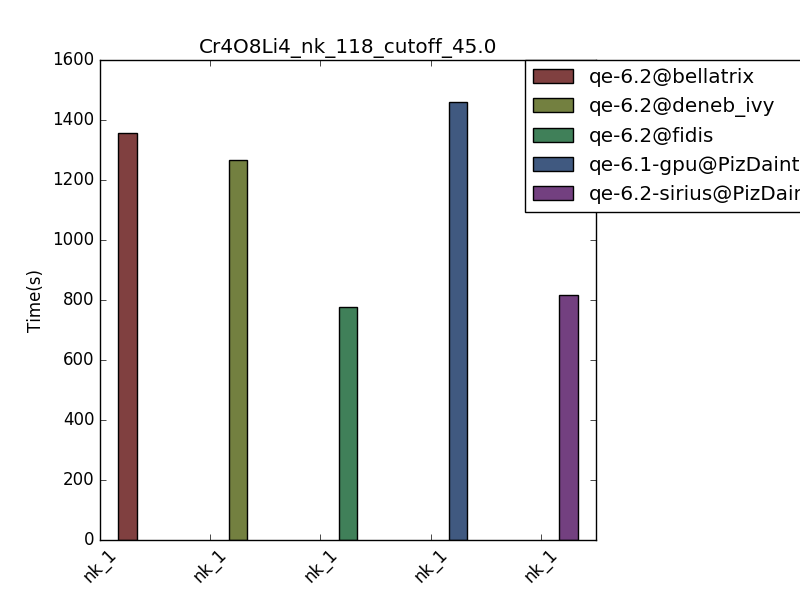 Cr4O8Li4_nk_118_cutoff_45.0
1600
1400
1200
1000
800
600
400
200
0
Time(s)
nk_1
nk_1
nk_1
nk_1
nk_1
qe-6.2@bellatrix
qe-6.2@deneb_ivy
qe-6.2@fidis
qe-6.1-gpu@PizDaint
qe-6.2-sirius@PizDain